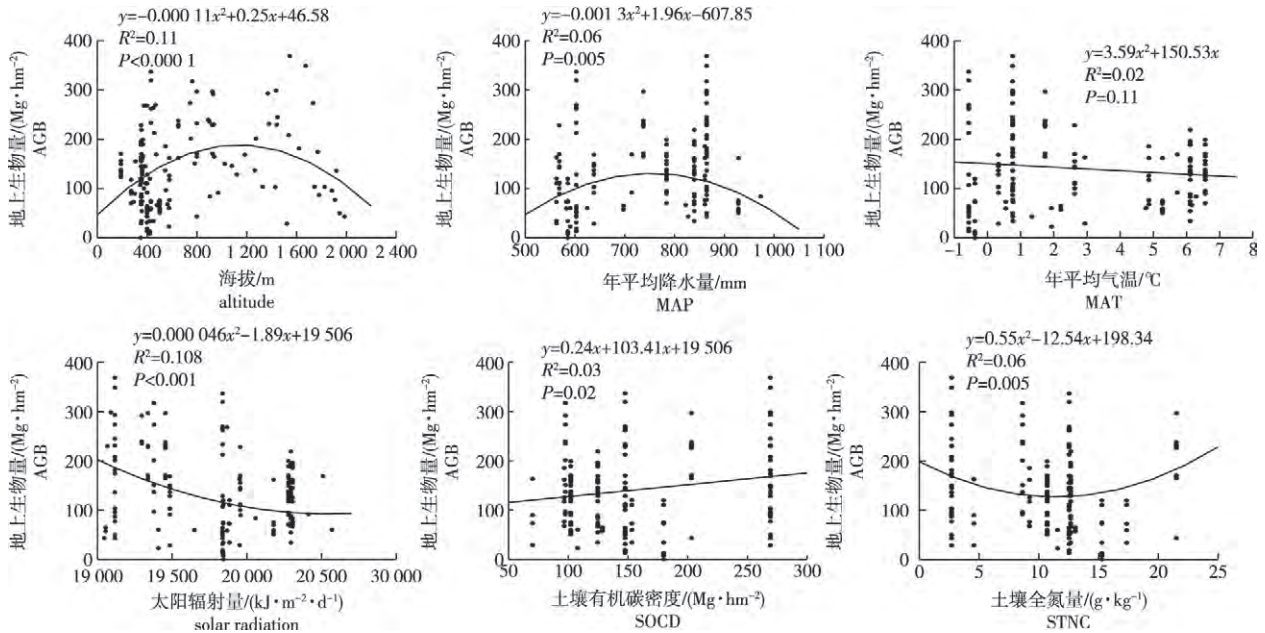 y=−0.000 11x²+0.25x+46.58
R²=0.11
P<0.000 1
400
300
200
100
0
地上生物量/(Mg·hm⁻²)
AGB
0 400 800 1 200 1 600 2 000 2 400
海拔/m
altitude
y=−0.001 3x²+1.96x−607.85
R²=0.06
P=0.005
400
300
200
100
0
地上生物量/(Mg·hm⁻²)
AGB
500 600 700 800 900 1 000 1 100
年平均降水量/mm
MAP
y=3.59x²+150.53x
R²=0.02
P=0.11
400
300
200
100
0
地上生物量/(Mg·hm⁻²)
AGB
−1 0 1 2 3 4 5 6 7 8
年平均气温/℃
MAT
y=0.000 046x²−1.89x+19 506
R²=0.108
P<0.001
400
300
200
100
0
地上生物量/(Mg·hm⁻²)
AGB
19 000 19 500 20 000 20 500 30 000
太阳辐射量/(kJ·m⁻²·d⁻¹)
solar radiation
y=0.24x+103.41x+19 506
R²=0.03
P=0.02
400
300
200
100
0
地上生物量/(Mg·hm⁻²)
AGB
50 100 150 200 250 300
土壤有机碳密度/(Mg·hm⁻²)
SOCD
y=0.55x²−12.54x+198.34
R²=0.06
P=0.005
400
300
200
100
0
地上生物量/(Mg·hm⁻²)
AGB
0 5 10 15 20 25
土壤全氮量/(g·kg⁻¹)
STNC